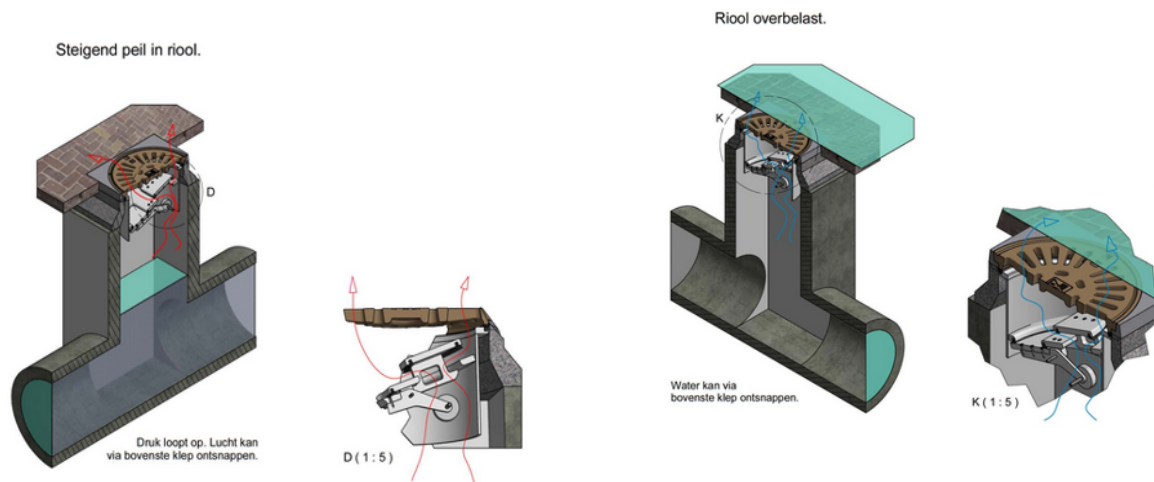 Steigend peil in riool.
D
Druk loopt op. Lucht kan
via bovenste klep ontsnappen.
D ( 1 : 5 )
Riool overbelast.
K
Water kan via
bovenste klep ontsnappen.
K ( 1 : 5 )